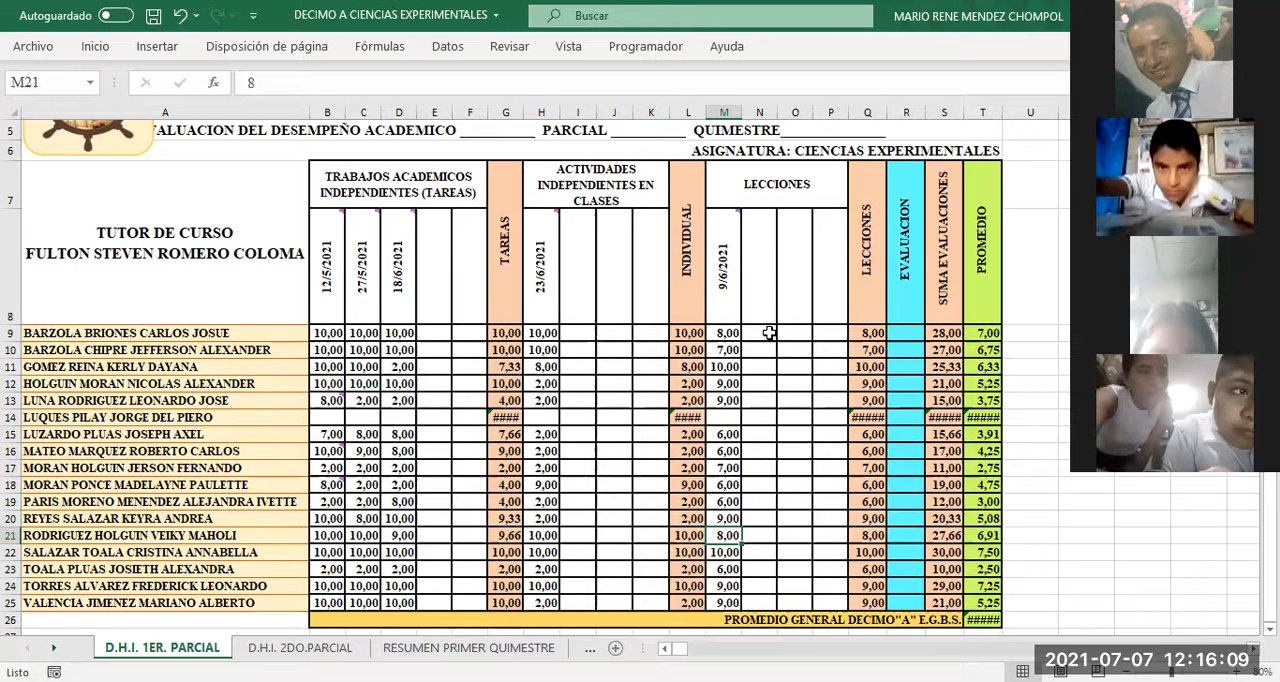 Autoguardado
DECIMO A CIENCIAS EXPERIMENTALES
Buscar
MARIO RENE MENDEZ CHOMPOL
Archivo Inicio Insertar Disposición de página Fórmulas Datos Revisar Vista Programador Ayuda
M21 fx 8
A B C D E F G H I J K L M N O P Q R S T U
5 VALUACION DEL DESEMPEÑO ACADEMICO __________ PARCIAL __________ QUIMESTRE______________
6 ASIGNATURA: CIENCIAS EXPERIMENTALES
7
8
TUTOR DE CURSO
FULTON STEVEN ROMERO COLOMA
TRABAJOS ACADEMICOS
INDEPENDIENTES (TAREAS)
12/5/2021
27/5/2021
18/6/2021
TAREAS
ACTIVIDADES
INDEPENDIENTES EN
CLASES
23/6/2021
INDIVIDUAL
LECCIONES
9/6/2021
LECCIONES
EVALUACION
SUMA EVALUACIONES
PROMEDIO
9 BARZOLA BRIONES CARLOS JOSUE 10,00 10,00 10,00 10,00 10,00 10,00 8,00 8,00 28,00 7,00
10 BARZOLA CHIPRE JEFFERSON ALEXANDER 10,00 10,00 10,00 10,00 10,00 10,00 7,00 7,00 27,00 6,75
11 GOMEZ REINA KERLY DAYANA 10,00 10,00 2,00 7,33 8,00 8,00 10,00 10,00 25,33 6,33
12 HOLGUIN MORAN NICOLAS ALEXANDER 10,00 10,00 10,00 10,00 2,00 2,00 9,00 9,00 21,00 5,25
13 LUNA RODRIGUEZ LEONARDO JOSE 8,00 2,00 2,00 4,00 2,00 2,00 9,00 9,00 15,00 3,75
14 LUQUES PILAY JORGE DEL PIERO #### #### ##### ##### #####
15 LUZARDO PLUAS JOSEPH AXEL 7,00 8,00 8,00 7,66 2,00 2,00 6,00 6,00 15,66 3,91
16 MATEO MARQUEZ ROBERTO CARLOS 10,00 9,00 8,00 9,00 2,00 2,00 6,00 6,00 17,00 4,25
17 MORAN HOLGUIN JERSON FERNANDO 2,00 2,00 2,00 2,00 2,00 2,00 7,00 7,00 11,00 2,75
18 MORAN PONCE MADELAYNE PAULETTE 8,00 2,00 2,00 4,00 9,00 9,00 6,00 6,00 19,00 4,75
19 PARIS MORENO MENENDEZ ALEJANDRA IVETTE 2,00 2,00 8,00 4,00 2,00 2,00 6,00 6,00 12,00 3,00
20 REYES SALAZAR KEYRA ANDREA 10,00 8,00 10,00 9,33 2,00 2,00 9,00 9,00 20,33 5,08
21 RODRIGUEZ HOLGUIN VEIKY MAHOLI 10,00 10,00 9,00 9,66 10,00 10,00 8,00 8,00 27,66 6,91
22 SALAZAR TOALA CRISTINA ANNABELLA 10,00 10,00 10,00 10,00 10,00 10,00 10,00 10,00 30,00 7,50
23 TOALA PLUAS JOSIETH ALEXANDRA 2,00 2,00 2,00 2,00 2,00 2,00 6,00 6,00 10,00 2,50
24 TORRES ALVAREZ FREDERICK LEONARDO 10,00 10,00 10,00 10,00 10,00 10,00 9,00 9,00 29,00 7,25
25 VALENCIA JIMENEZ MARIANO ALBERTO 10,00 10,00 10,00 10,00 2,00 2,00 9,00 9,00 21,00 5,25
26 PROMEDIO GENERAL DECIMO"A" E.G.B.S. #####
D.H.I. 1ER. PARCIAL D.H.I. 2DO.PARCIAL RESUMEN PRIMER QUIMESTRE ...
Listo
2021-07-07 12:16:09
80%